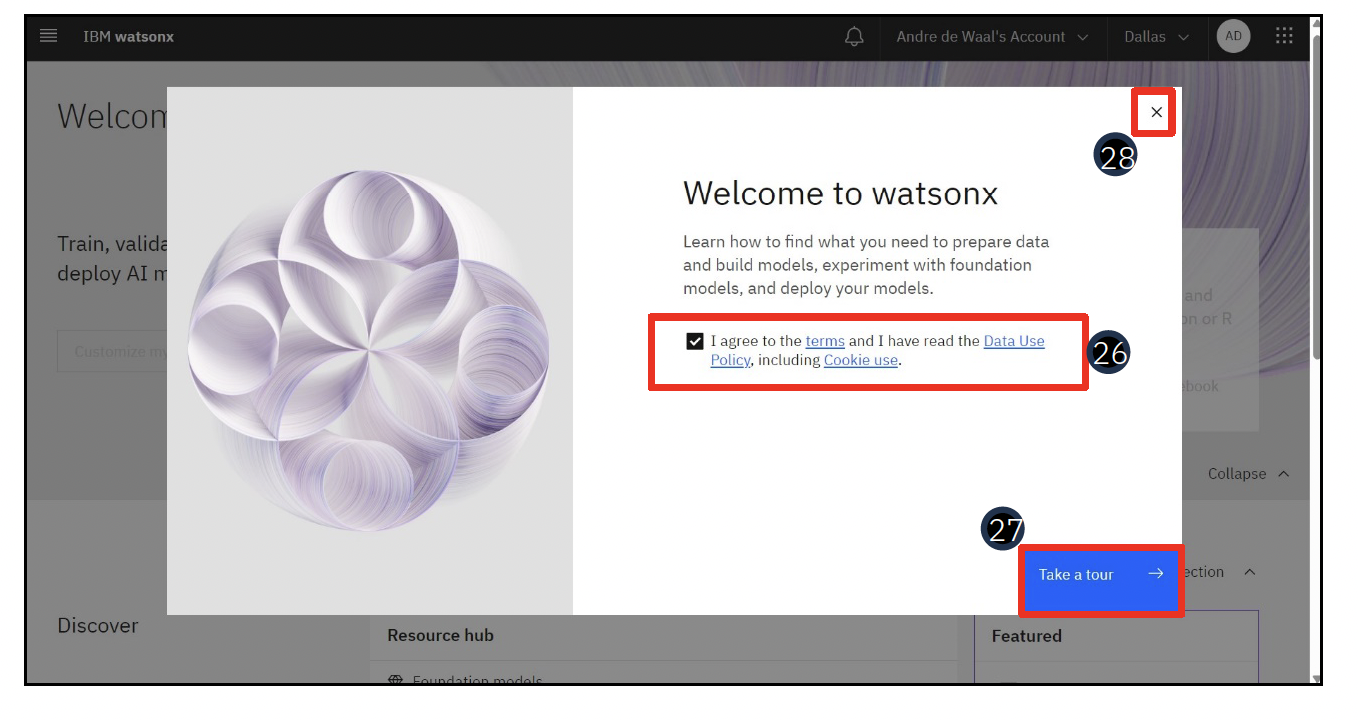 IBM watsonx
Andre de Waal's Account
Dallas
AD
Welcom
28
Welcome to watsonx
Train, valida
deploy AI m
Learn how to find what you need to prepare data
and build models, experiment with foundation
models, and deploy your models.
and
on or R
Customize my
I agree to the terms and I have read the Data Use
Policy, including Cookie use.
26
ebook
Collapse
27
Take a tour
ection
Discover
Resource hub
Featured
Foundation models